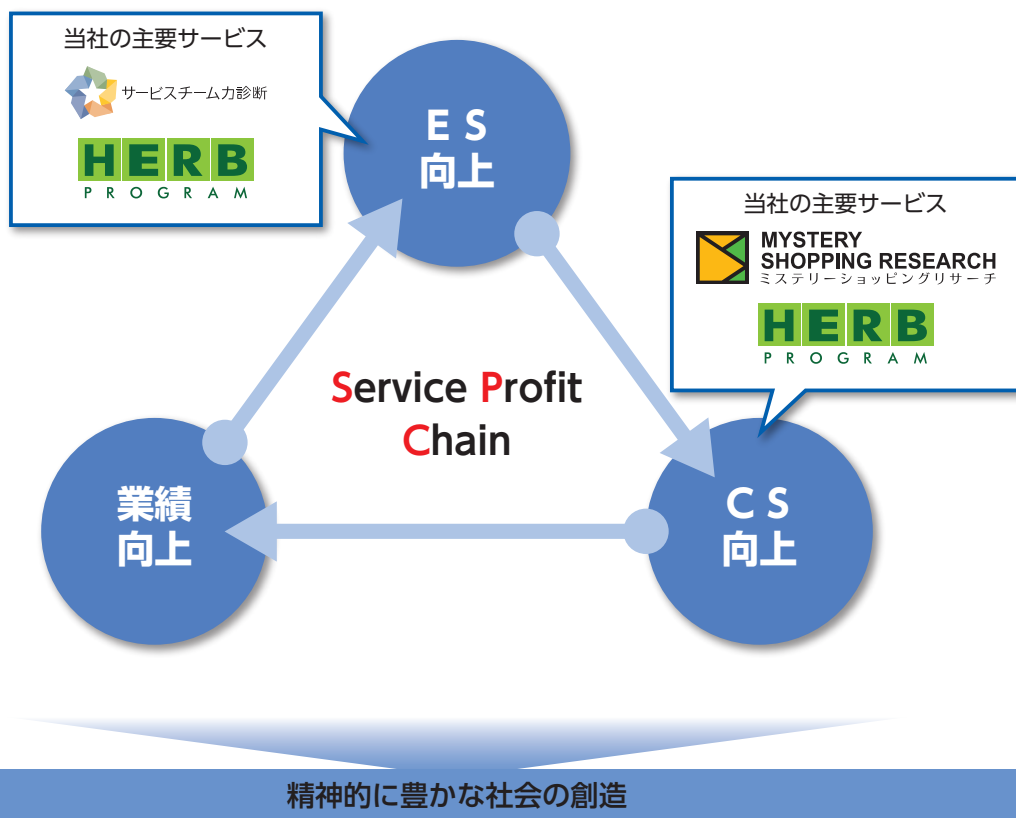 当社の主要サービス
サービスチーム力診断
HERB
PROGRAM
ES
向上
当社の主要サービス
MYSTERY
SHOPPING RESEARCH
ミステリーショッピングリサーチ
HERB
PROGRAM
Service Profit
Chain
業績
向上
CS
向上
精神的に豊かな社会の創造